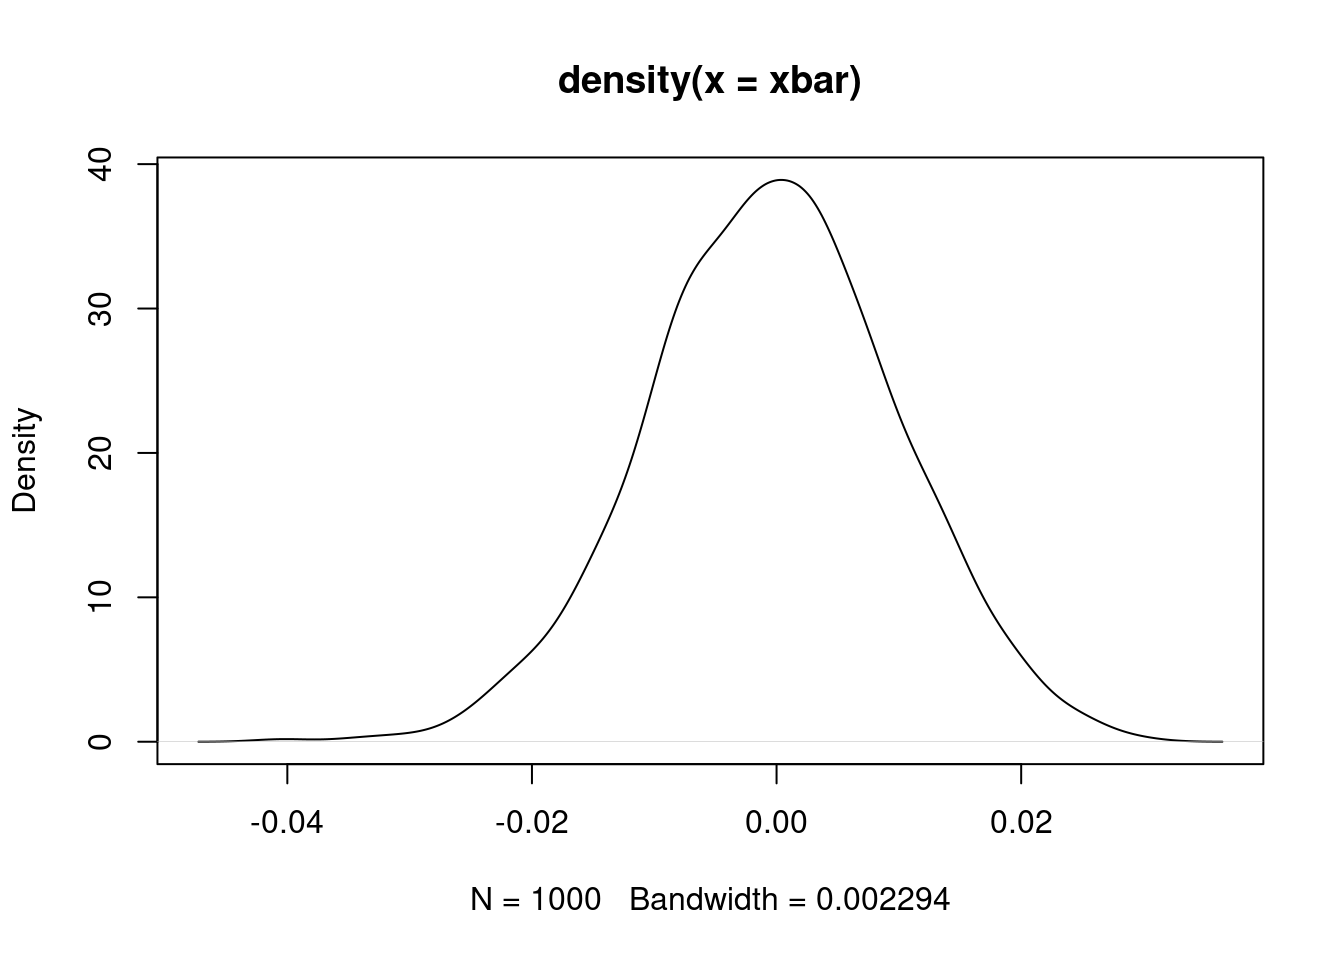 density(x = xbar)
Density
40
30
20
10
0
-0.04 -0.02 0.00 0.02
N = 1000 Bandwidth = 0.002294